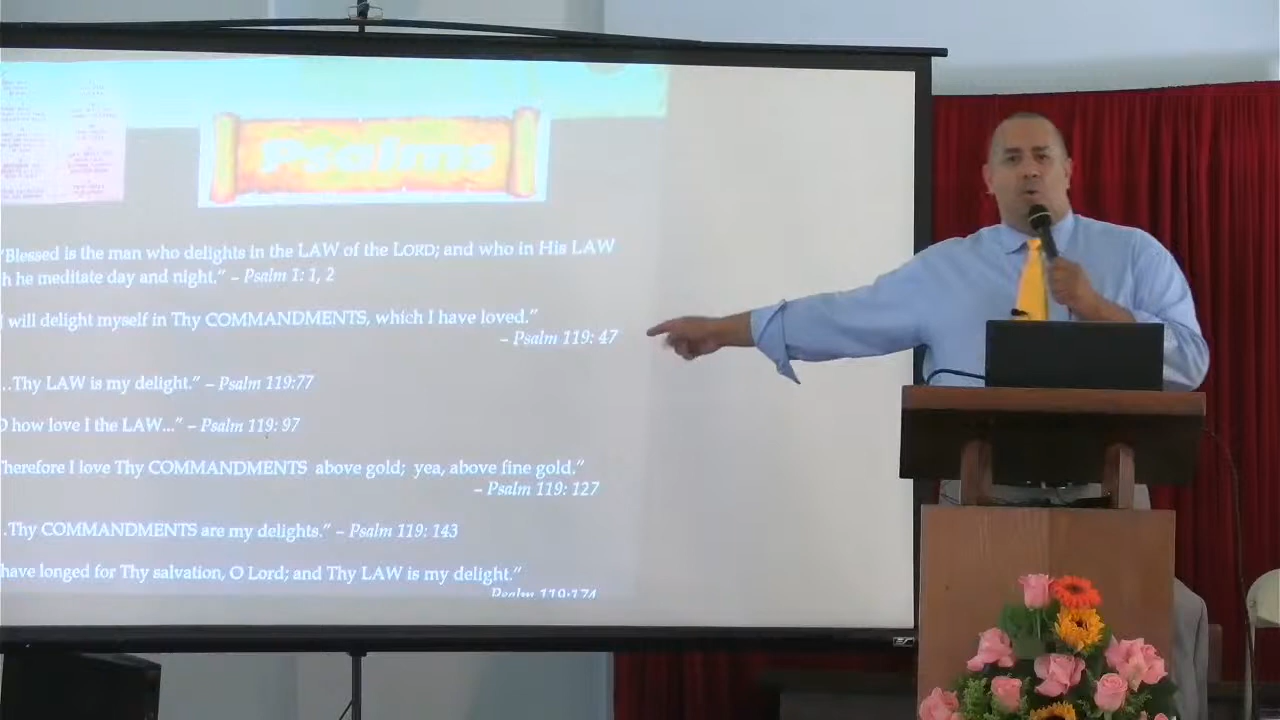 Psalms
"Blessed is the man who delights in the LAW of the LORD; and who in His LAW
h he meditate day and night." – Psalm 1: 1, 2
I will delight myself in Thy COMMANDMENTS, which I have loved."
– Psalm 119: 47
..Thy LAW is my delight." – Psalm 119:77
O how love I the LAW..." – Psalm 119: 97
Therefore I love Thy COMMANDMENTS above gold; yea, above fine gold."
– Psalm 119: 127
.Thy COMMANDMENTS are my delights." – Psalm 119: 143
have longed for Thy salvation, O Lord; and Thy LAW is my delight."
Psalm 119:174